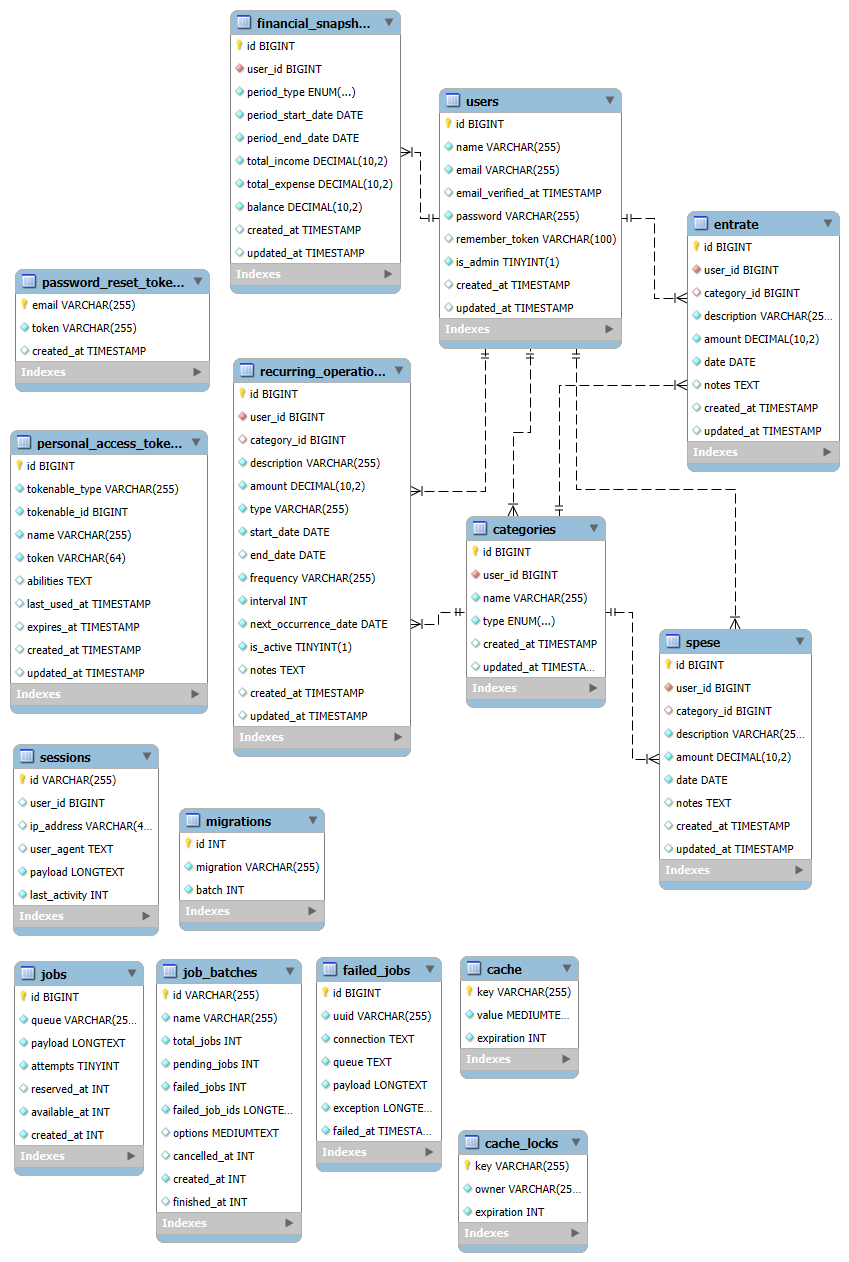 financial_snapsh...
id BIGINT
user_id BIGINT
period_type ENUM(...)
period_start_date DATE
period_end_date DATE
total_income DECIMAL(10,2)
total_expense DECIMAL(10,2)
balance DECIMAL(10,2)
created_at TIMESTAMP
updated_at TIMESTAMP
Indexes
users
id BIGINT
name VARCHAR(255)
email VARCHAR(255)
email_verified_at TIMESTAMP
password VARCHAR(255)
remember_token VARCHAR(100)
is_admin TINYINT(1)
created_at TIMESTAMP
updated_at TIMESTAMP
Indexes
entrate
id BIGINT
user_id BIGINT
category_id BIGINT
description VARCHAR(25...
amount DECIMAL(10,2)
date DATE
notes TEXT
created_at TIMESTAMP
updated_at TIMESTAMP
Indexes
password_reset_toke...
email VARCHAR(255)
token VARCHAR(255)
created_at TIMESTAMP
Indexes
recurring_operatio...
id BIGINT
user_id BIGINT
category_id BIGINT
description VARCHAR(255)
amount DECIMAL(10,2)
type VARCHAR(255)
start_date DATE
end_date DATE
frequency VARCHAR(255)
interval INT
next_occurrence_date DATE
is_active TINYINT(1)
notes TEXT
created_at TIMESTAMP
updated_at TIMESTAMP
Indexes
personal_access_toke...
id BIGINT
tokenable_type VARCHAR(255)
tokenable_id BIGINT
name VARCHAR(255)
token VARCHAR(64)
abilities TEXT
last_used_at TIMESTAMP
expires_at TIMESTAMP
created_at TIMESTAMP
updated_at TIMESTAMP
Indexes
categories
id BIGINT
user_id BIGINT
name VARCHAR(255)
type ENUM(...)
created_at TIMESTAMP
updated_at TIMESTA...
Indexes
spese
id BIGINT
user_id BIGINT
category_id BIGINT
description VARCHAR(25...
amount DECIMAL(10,2)
date DATE
notes TEXT
created_at TIMESTAMP
updated_at TIMESTAMP
Indexes
sessions
id VARCHAR(255)
user_id BIGINT
ip_address VARCHAR(4...
user_agent TEXT
payload LONGTEXT
last_activity INT
Indexes
migrations
id INT
migration VARCHAR(255)
batch INT
Indexes
jobs
id BIGINT
queue VARCHAR(25...
payload LONGTEXT
attempts TINYINT
reserved_at INT
available_at INT
created_at INT
Indexes
job_batches
id VARCHAR(255)
name VARCHAR(255)
total_jobs INT
pending_jobs INT
failed_jobs INT
failed_job_ids LONGTE...
options MEDIUMTEXT
cancelled_at INT
created_at INT
finished_at INT
Indexes
failed_jobs
id BIGINT
uuid VARCHAR(255)
connection TEXT
queue TEXT
payload LONGTEXT
exception LONGTE...
failed_at TIMESTA...
Indexes
cache
key VARCHAR(255)
value MEDIUMTE...
expiration INT
Indexes
cache_locks
key VARCHAR(255)
owner VARCHAR(25...
expiration INT
Indexes